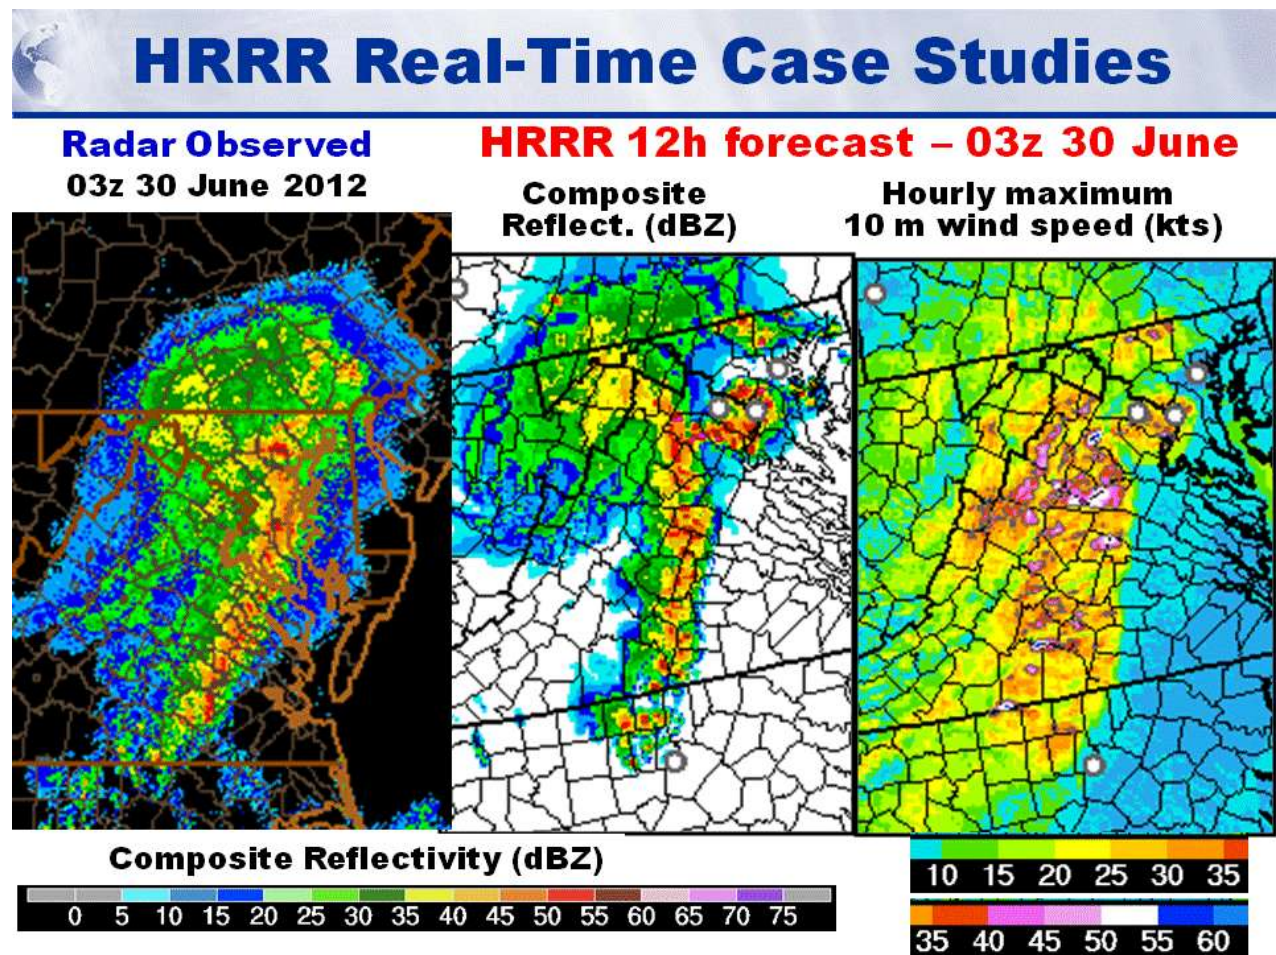 HRRR Real-Time Case Studies
Radar Observed
03z 30 June 2012
HRRR 12h forecast – 03z 30 June
Composite
Reflect. (dBZ)
Hourly maximum
10 m wind speed (kts)
Composite Reflectivity (dBZ)
0 5 10 15 20 25 30 35 40 45 50 55 60 65 70 75
10 15 20 25 30 35
35 40 45 50 55 60